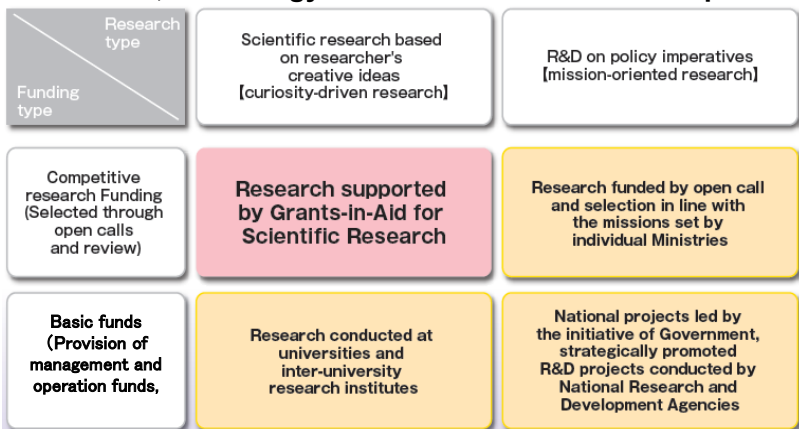 Research
type
Funding
type
Scientific research based
on researcher's
creative ideas
【curiosity-driven research】
R&D on policy imperatives
【mission-oriented research】
Competitive
research Funding
(Selected through
open calls
and review)
Research supported
by Grants-in-Aid for
Scientific Research
Research funded by open call
and selection in line with
the missions set by
individual Ministries
Basic funds
(Provision of
management and
operation funds,
Research conducted at
universities and
inter-university
research institutes
National projects led by
the initiative of Government,
strategically promoted
R&D projects conducted by
National Research and
Development Agencies